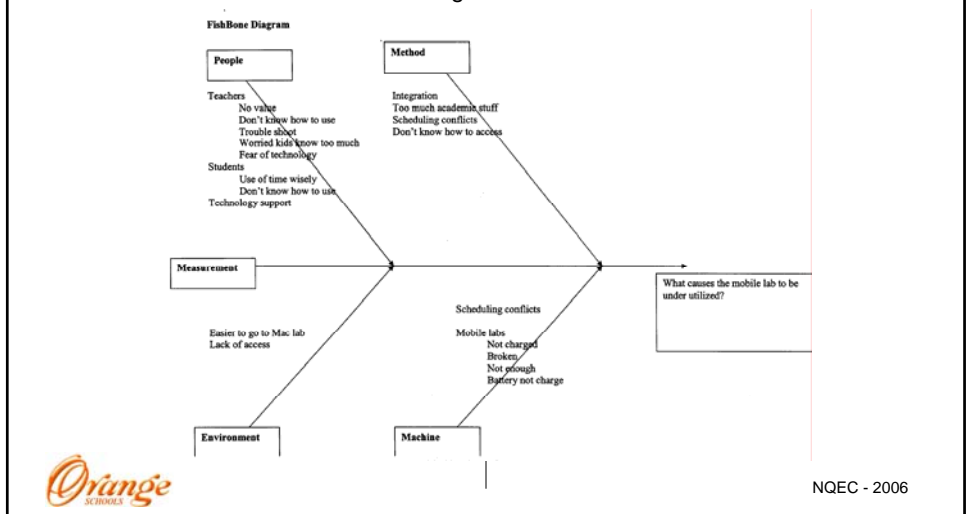 FishBone Diagram
People
Teachers
No value
Don't know how to use
Trouble shoot
Worried kids know too much
Fear of technology
Students
Use of time wisely
Don't know how to use
Technology support
Method
Integration
Too much academic stuff
Scheduling conflicts
Don't know how to access
Measurement
What causes the mobile lab to be
under utilized?
Easier to go to Mac lab
Lack of access
Environment
Scheduling conflicts
Mobile labs
Not charged
Broken
Not enough
Battery not charge
Machine
Orange
SCHOOLS
NQEC - 2006